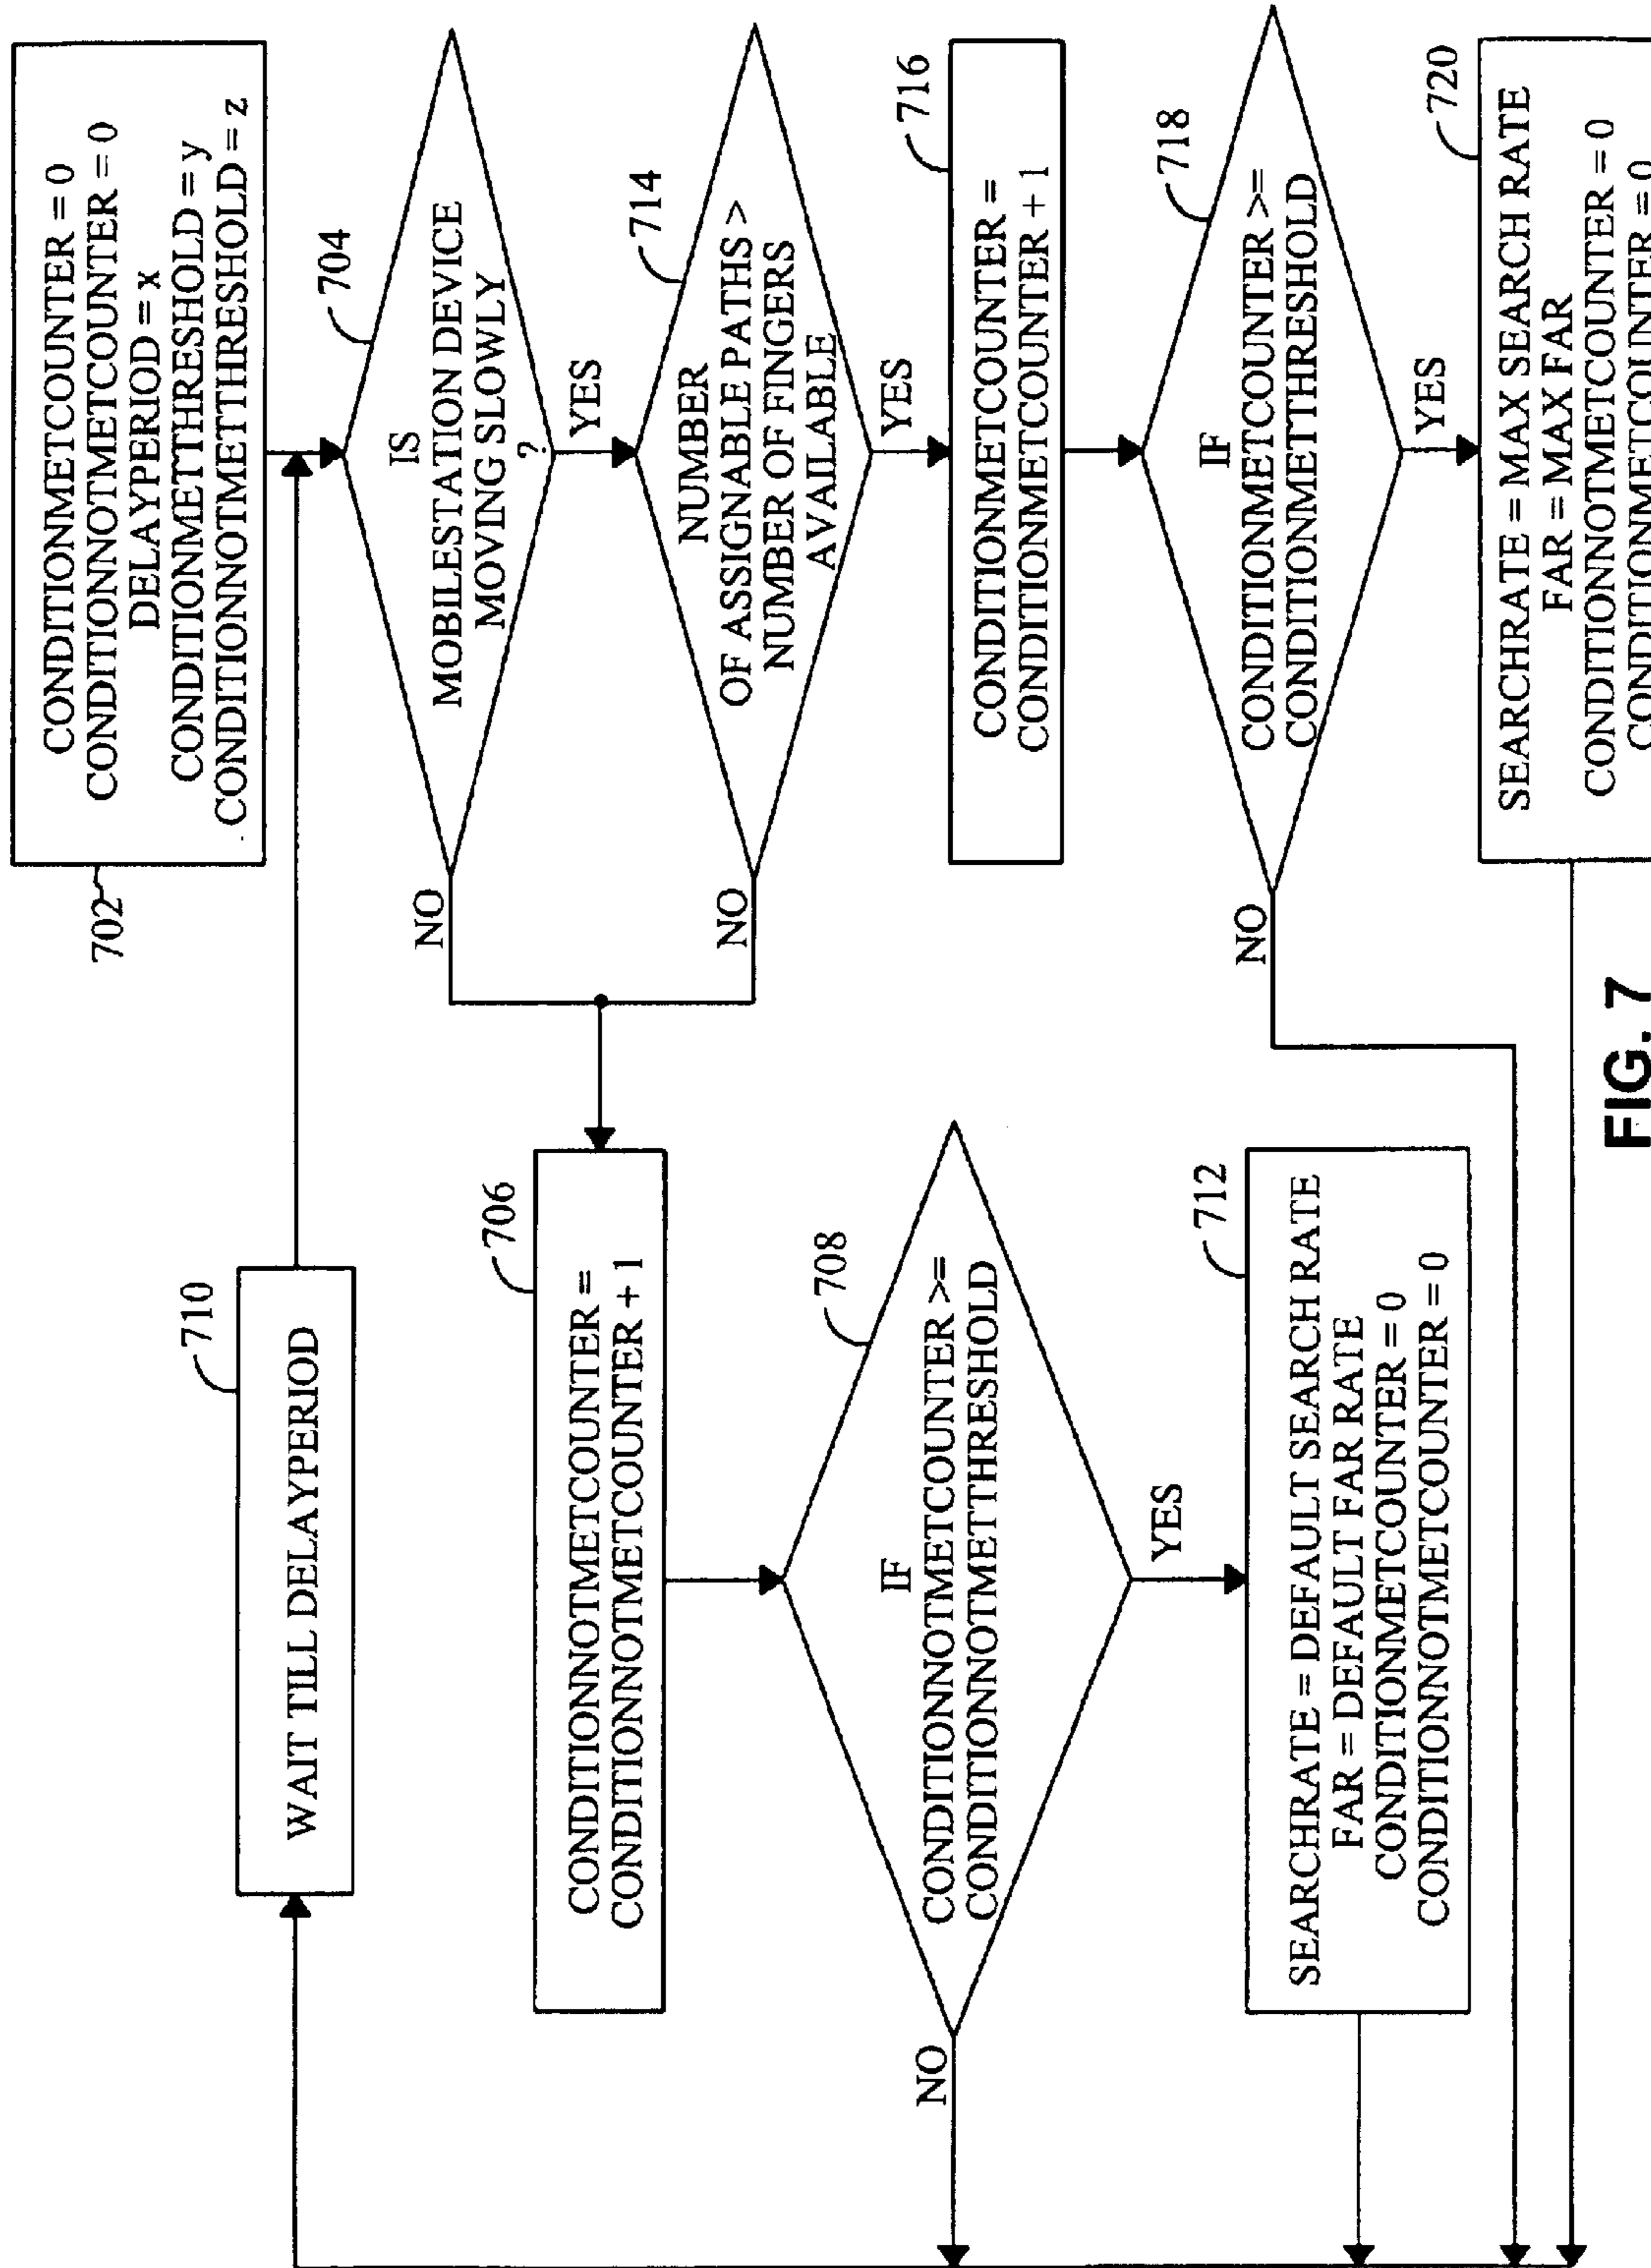 CONDITIONMETCOUNTER = 0
CONDITIONNOTMETCOUNTER = 0
DELAYPERIOD = x
CONDITIONMETTHRESHOLD = y
CONDITIONNOTMETTHRESHOLD = z
702
704
IS
MOBILESTATION DEVICE
MOVING SLOWLY
?
NO
YES
714
NUMBER
OF ASSIGNABLE PATHS >
NUMBER OF FINGERS
AVAILABLE
NO
YES
716
CONDITIONMETCOUNTER =
CONDITIONMETCOUNTER + 1
718
IF
CONDITIONMETCOUNTER >=
CONDITIONMETTHRESHOLD
NO
YES
720
SEARCHRATE = MAX SEARCH RATE
FAR = MAX FAR
CONDITIONNOTMETCOUNTER = 0
CONDITIONMETCOUNTER = 0
710
WAIT TILL DELAYPERIOD
706
CONDITIONNOTMETCOUNTER =
CONDITIONNOTMETCOUNTER + 1
708
IF
CONDITIONNOTMETCOUNTER >=
CONDITIONNOTMETTHRESHOLD
NO
YES
712
SEARCHRATE = DEFAULT SEARCH RATE
FAR = DEFAULT FAR RATE
CONDITIONMETCOUNTER = 0
CONDITIONNOTMETCOUNTER = 0
FIG. 7